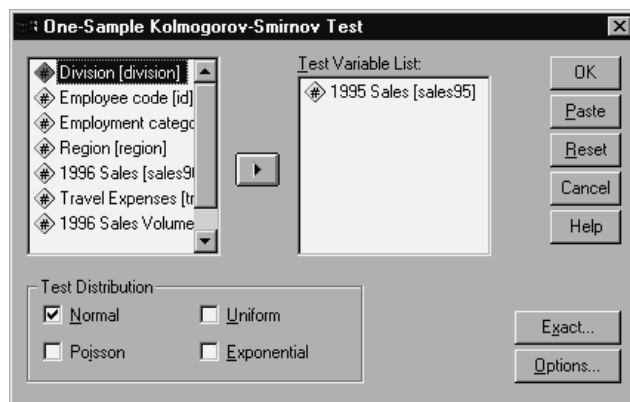 One-Sample Kolmogorov-Smirnov Test
Division [division]
Employee code [id]
Employment catego
Region [region]
1996 Sales [sales9
Travel Expenses [tr
1996 Sales Volume
Test Variable List:
1995 Sales [sales95]
OK
Paste
Reset
Cancel
Help
Test Distribution
Normal
Uniform
Poisson
Exponential
Exact...
Options...